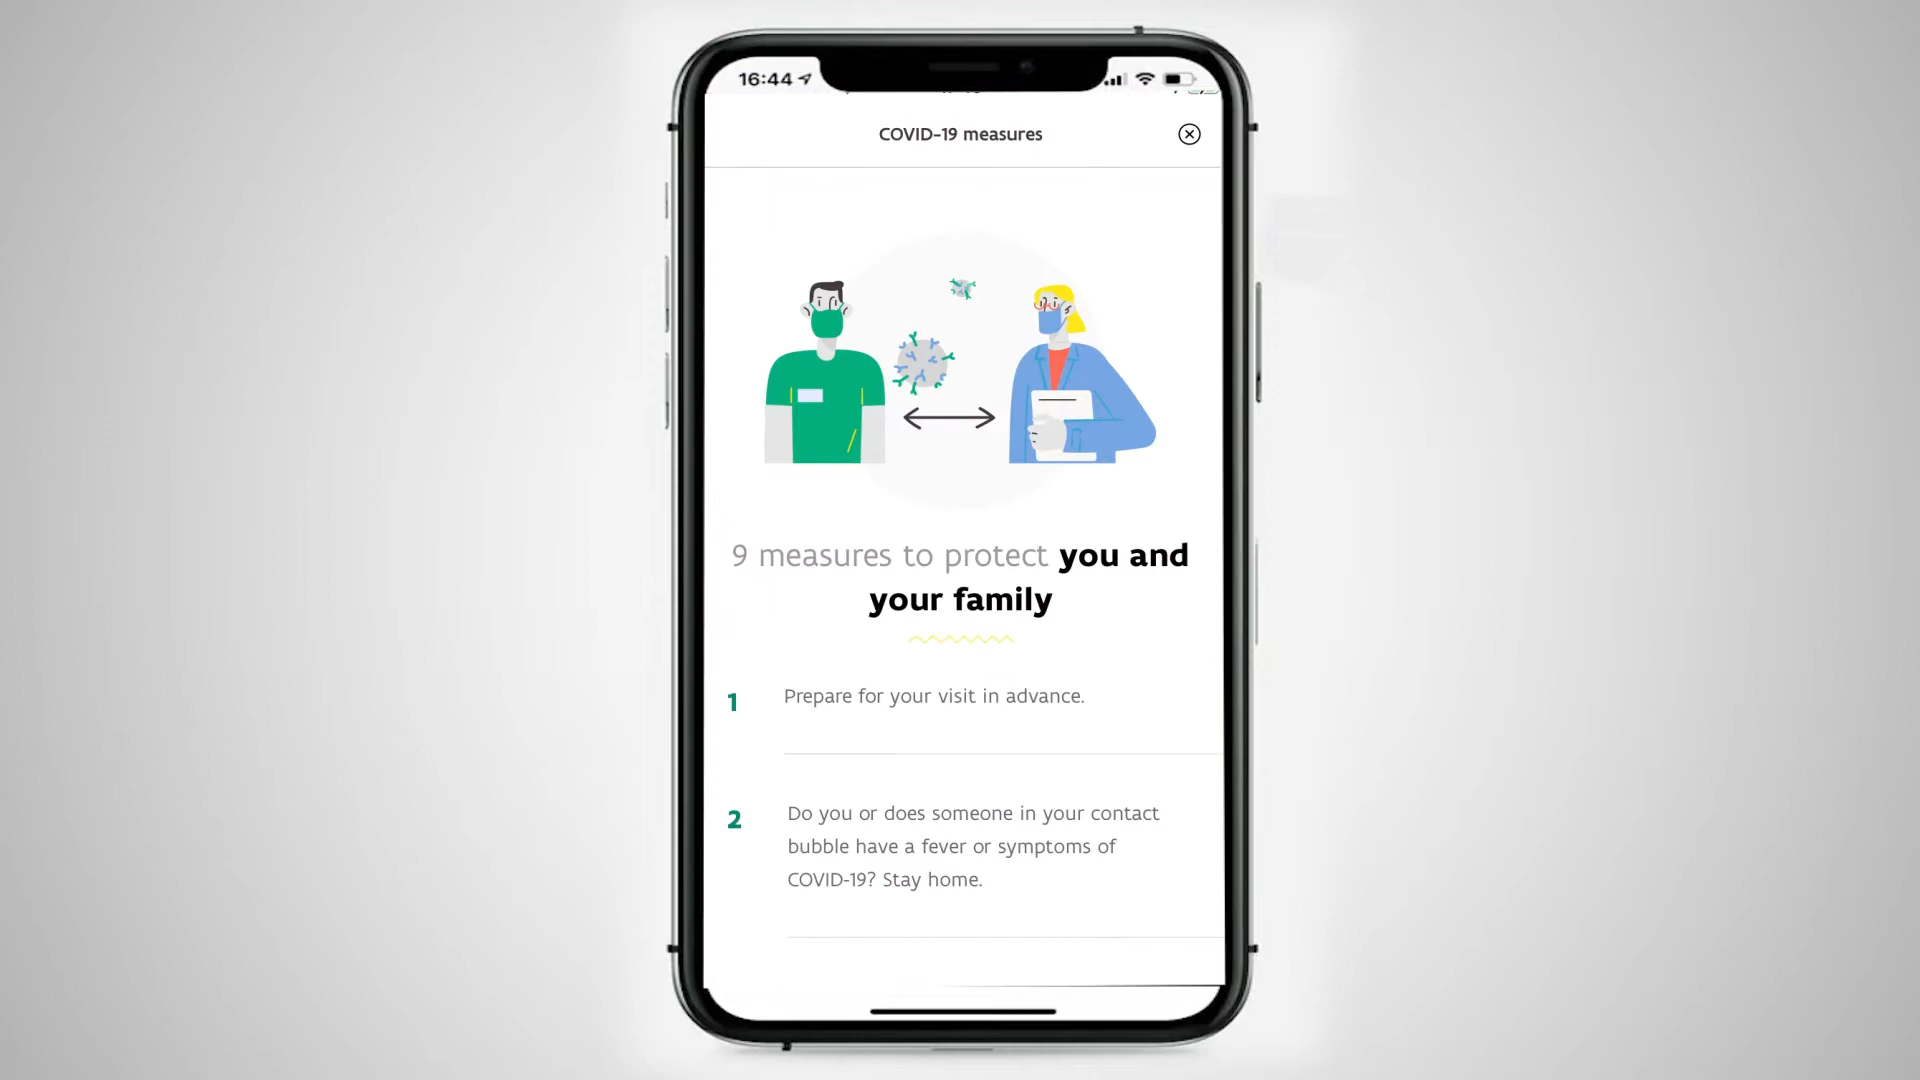 16:44
COVID-19 measures
9 measures to protect you and
your family
1
Prepare for your visit in advance.
2
Do you or does someone in your contact
bubble have a fever or symptoms of
COVID-19? Stay home.